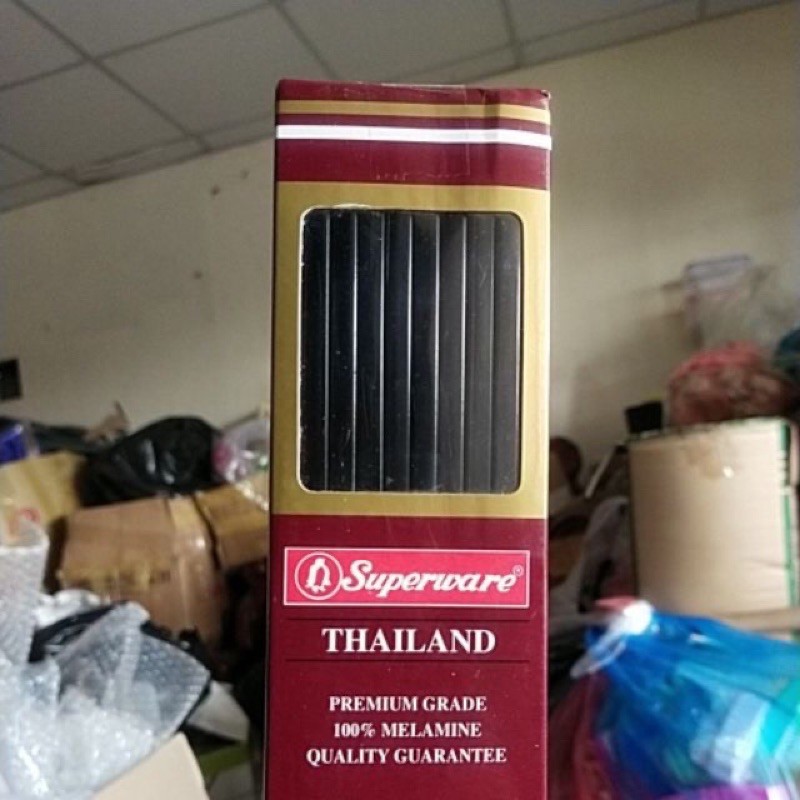 Superware®
THAILAND
PREMIUM GRADE
100% MELAMINE
QUALITY GUARANTEE